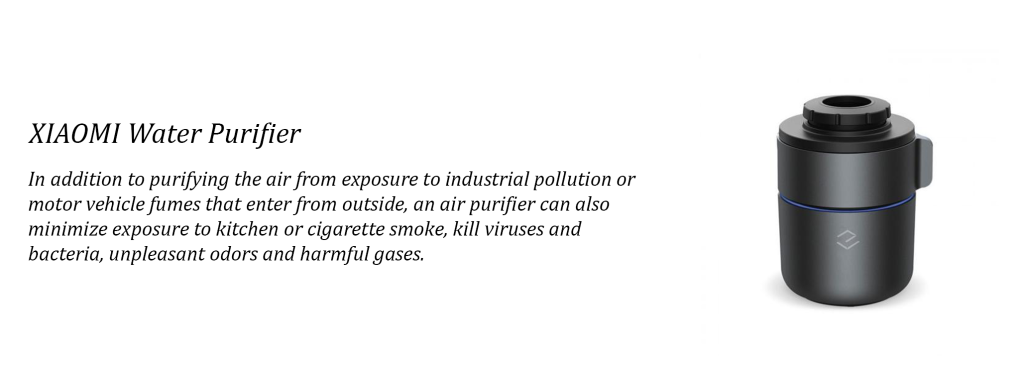 XIAOMI Water Purifier
In addition to purifying the air from exposure to industrial pollution or
motor vehicle fumes that enter from outside, an air purifier can also
minimize exposure to kitchen or cigarette smoke, kill viruses and
bacteria, unpleasant odors and harmful gases.